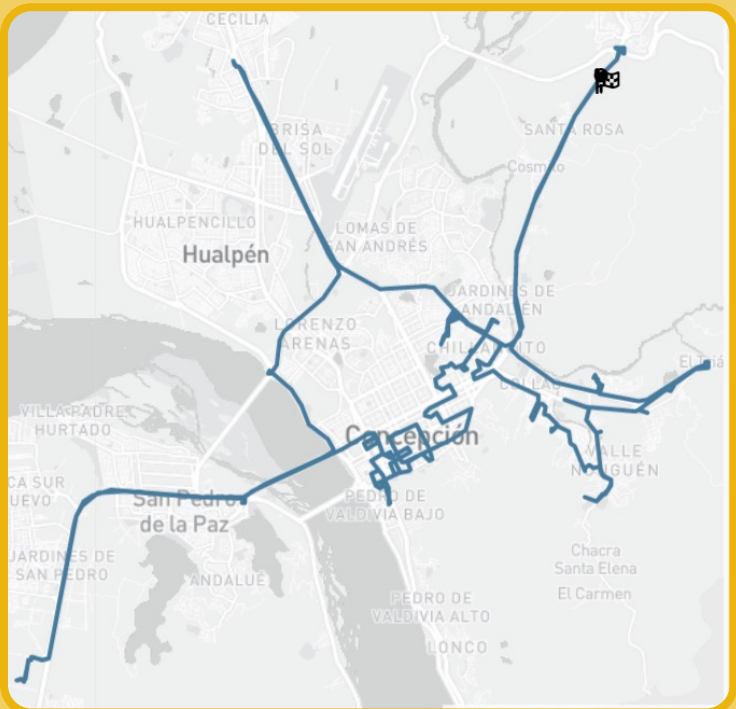 CECILIA
BRISA
DEL SOL
SANTA ROSA
Cosmito
HUALPENCILLO
LOMAS DE
SAN ANDRÉS
Hualpén
JARDINES DE
ANDALIÉN
LORENZO
ARENAS
CHILLANCITO
COLLAO
VILLA PADRE
HURTADO
Concepción
VALLE
NONGUÉN
CA SUR
UEVO
San Pedro
de la Paz
PEDRO DE
VALDIVIA BAJO
JARDINES DE
SAN PEDRO
ANDALUÉ
Chacra
Santa Elena
El Carmen
PEDRO DE
VALDIVIA ALTO
LONCO